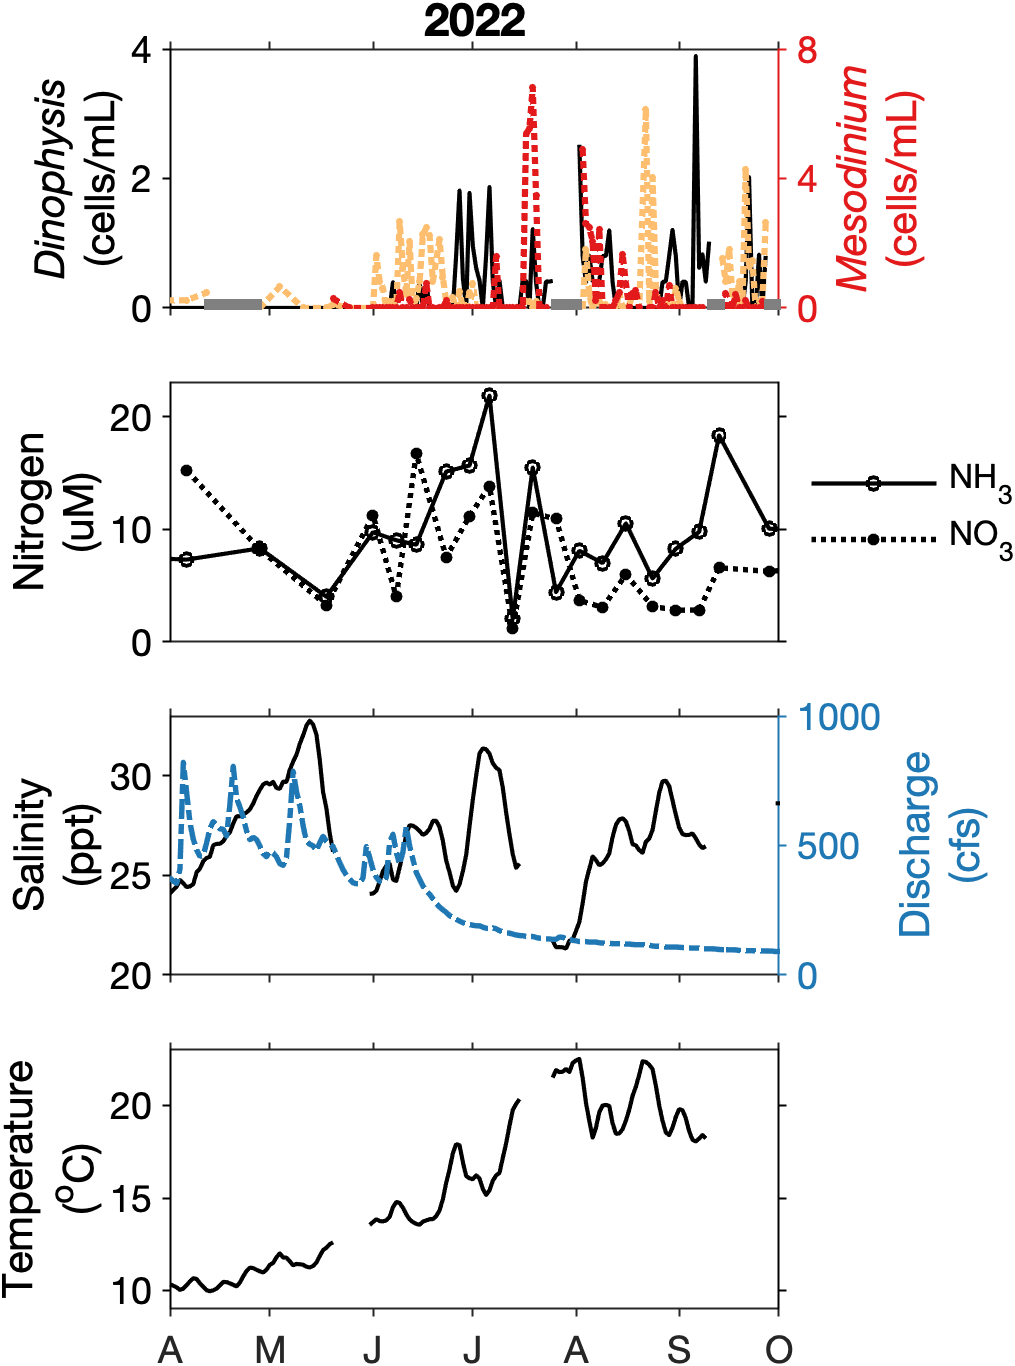 2022
Dinophysis
(cells/mL)
4
2
0
8
4
0
Mesodinium
(cells/mL)
Nitrogen
(uM)
20
10
0
NH3
NO3
Salinity
(ppt)
30
25
20
1000
500
0
Discharge
(cfs)
Temperature
(oC)
20
15
10
A M J J A S O